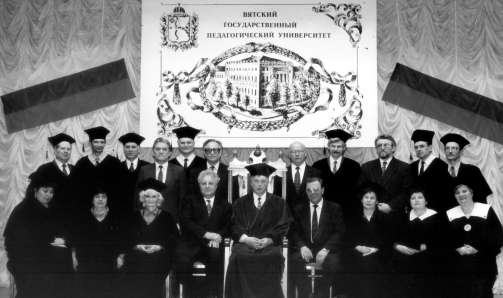 ВЯТСКИЙ
ГОСУДАРСТВЕННЫЙ
ПЕДАГОГИЧЕСКИЙ УНИВЕРСИТЕТ